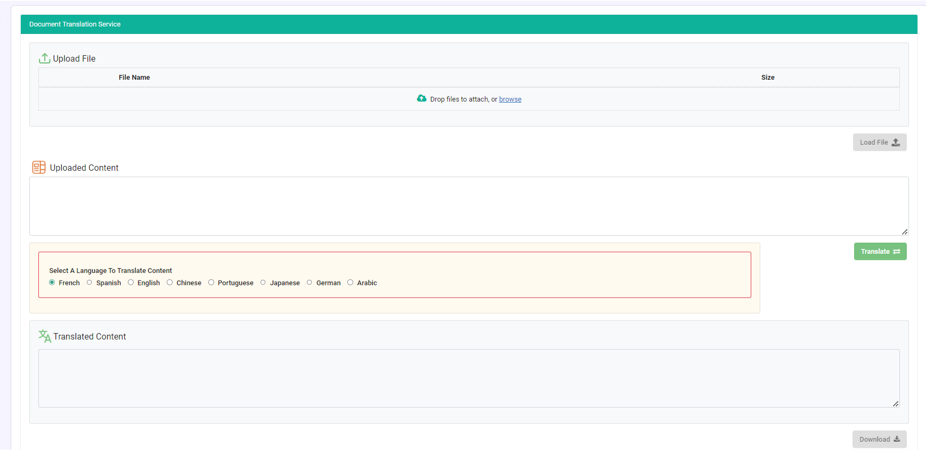 Document Translation Service
Upload File
File Name Size
Drop files to attach, or browse
Load File
Uploaded Content
Translate
Select A Language To Translate Content
French Spanish English Chinese Portuguese Japanese German Arabic
Translated Content
Download